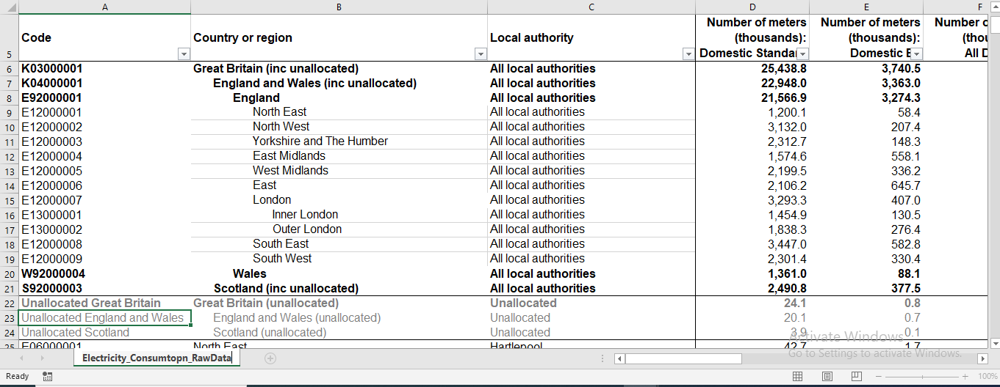 A B C D E F
Number of meters Number of meters Number
5 Code Country or region Local authority (thousands): (thousands): (thou
Domestic Standa Domestic E All
6 K03000001 Great Britain (inc unallocated) All local authorities 25,438.8 3,740.5
7 K04000001 England and Wales (inc unallocated) All local authorities 22,948.0 3,363.0
8 E92000001 England All local authorities 21,566.9 3,274.3
9 E12000001 North East All local authorities 1,200.1 58.4
10 E12000002 North West All local authorities 3,132.0 207.4
11 E12000003 Yorkshire and The Humber All local authorities 2,312.7 148.3
12 E12000004 East Midlands All local authorities 1,574.6 558.1
13 E12000005 West Midlands All local authorities 2,199.5 336.2
14 E12000006 East All local authorities 2,106.2 645.7
15 E12000007 London All local authorities 3,293.3 407.0
16 E13000001 Inner London All local authorities 1,454.9 130.5
17 E13000002 Outer London All local authorities 1,838.3 276.4
18 E12000008 South East All local authorities 3,447.0 582.8
19 E12000009 South West All local authorities 2,301.4 330.4
20 W92000004 Wales All local authorities 1,361.0 88.1
21 S92000003 Scotland (inc unallocated) All local authorities 2,490.8 377.5
22 Unallocated Great Britain Great Britain (unallocated) Unallocated 24.1 0.8
23 Unallocated England and Wales England and Wales (unallocated) Unallocated 20.1 0.7
24 Unallocated Scotland Scotland (unallocated) Unallocated 3.9 0.1
25 E06000001 North East Hartlepool 42.7 1.7
Activate Windows
Go to Settings to activate Windows.
Electricity_Consumtopn_RawData
Ready 100%